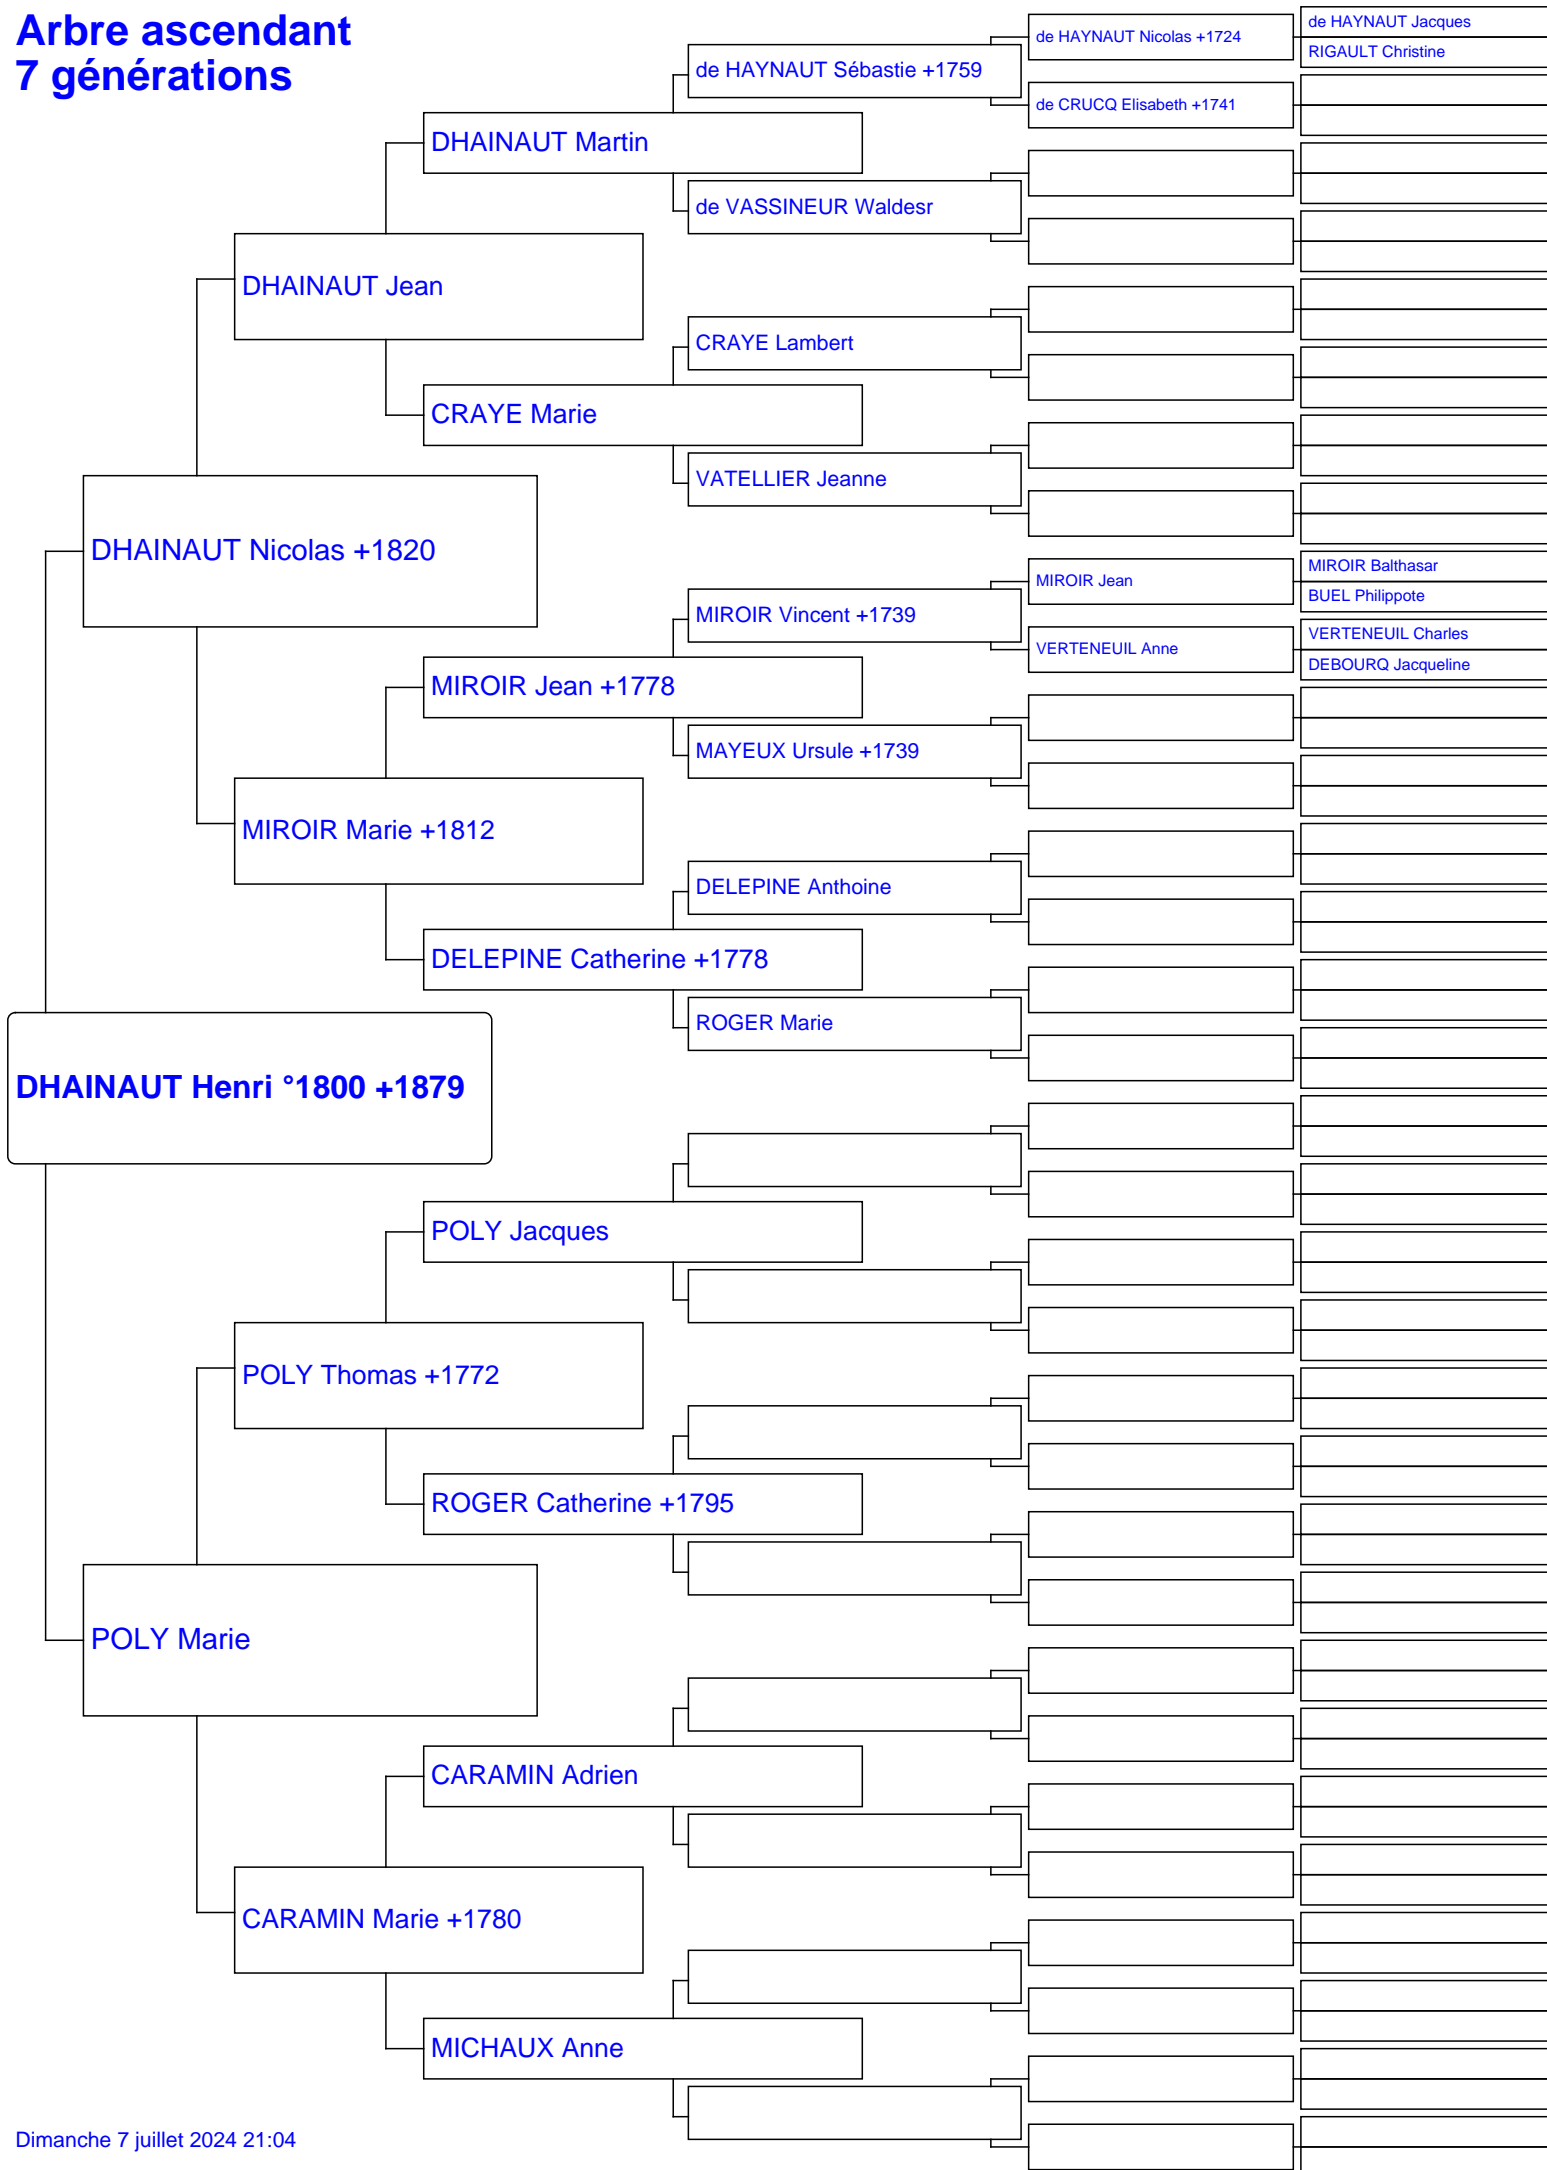 Arbre ascendant
7 générations
de HAYNAUT Jacques
de HAYNAUT Nicolas +1724
RIGAULT Christine
de HAYNAUT Sébastie +1759
de CRUCQ Elisabeth +1741
DHAINAUT Martin
de VASSINEUR Waldesr
DHAINAUT Jean
CRAYE Lambert
CRAYE Marie
VATELLIER Jeanne
DHAINAUT Nicolas +1820
MIROIR Balthasar
MIROIR Jean
BUEL Philippote
MIROIR Vincent +1739
VERTENEUIL Charles
VERTENEUIL Anne
DEBOURQ Jacqueline
MIROIR Jean +1778
MAYEUX Ursule +1739
MIROIR Marie +1812
DELEPINE Anthoine
DELEPINE Catherine +1778
ROGER Marie
DHAINAUT Henri °1800 +1879
POLY Jacques
POLY Thomas +1772
ROGER Catherine +1795
POLY Marie
CARAMIN Adrien
CARAMIN Marie +1780
MICHAUX Anne
Dimanche 7 juillet 2024 21:04